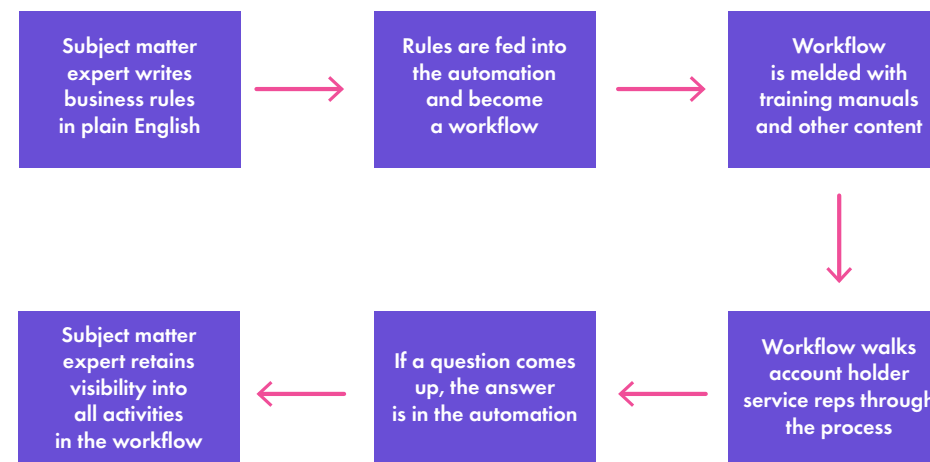 Subject matter
expert writes
business rules
in plain English
Rules are fed into
the automation
and become
a workflow
Workflow
is melded with
training manuals
and other content
Workflow walks
account holder
service reps through
the process
If a question comes
up, the answer
is in the automation
Subject matter
expert retains
visibility into
all activities
in the workflow